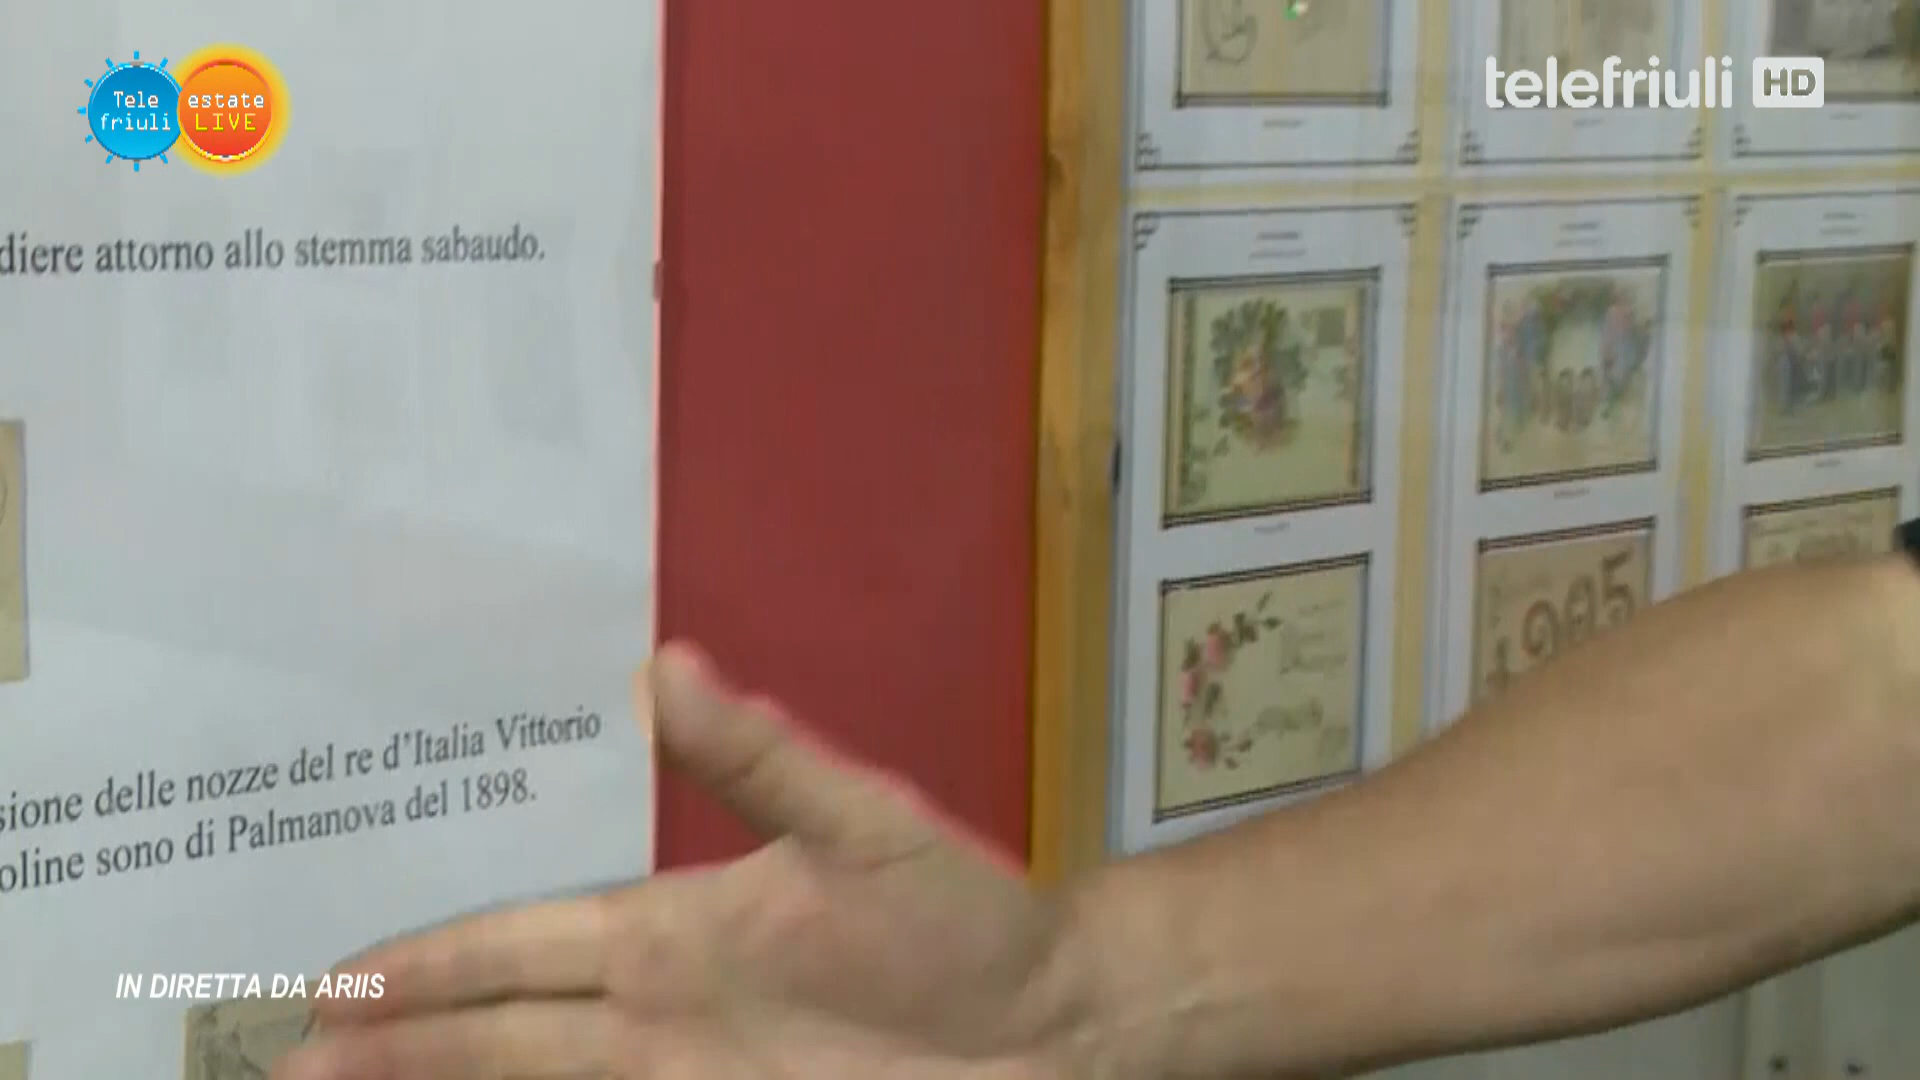 Tele
friuli
estate
LIVE
telefriuli HD
diere attorno allo stemma sabaudo.
sione delle nozze del re d'Italia Vittorio
oline sono di Palmanova del 1898.
1905
IN DIRETTA DA ARIIS